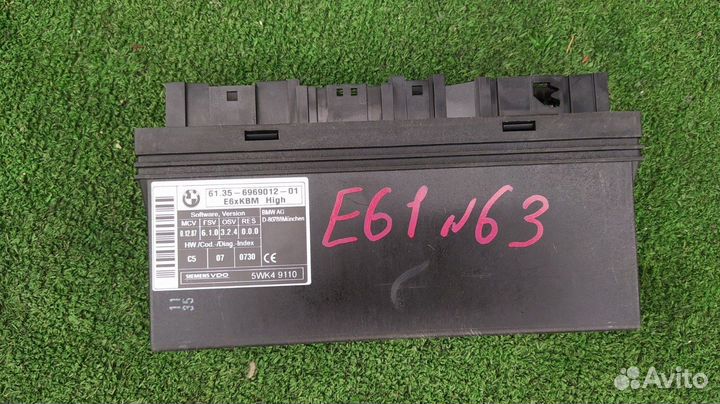 61.35-6969012-01
E6xKBM High
Software, Version
MCV FSV OSV RES
0.12.07 6.1.0 3.2.4 0.0.0
HW./Cod.-/Diag.-Index
C5 07 0730
BMW AG
D-80788München
CE
SIEMENS VDO 5WK4 9110
11
35
E61 N63
Avito